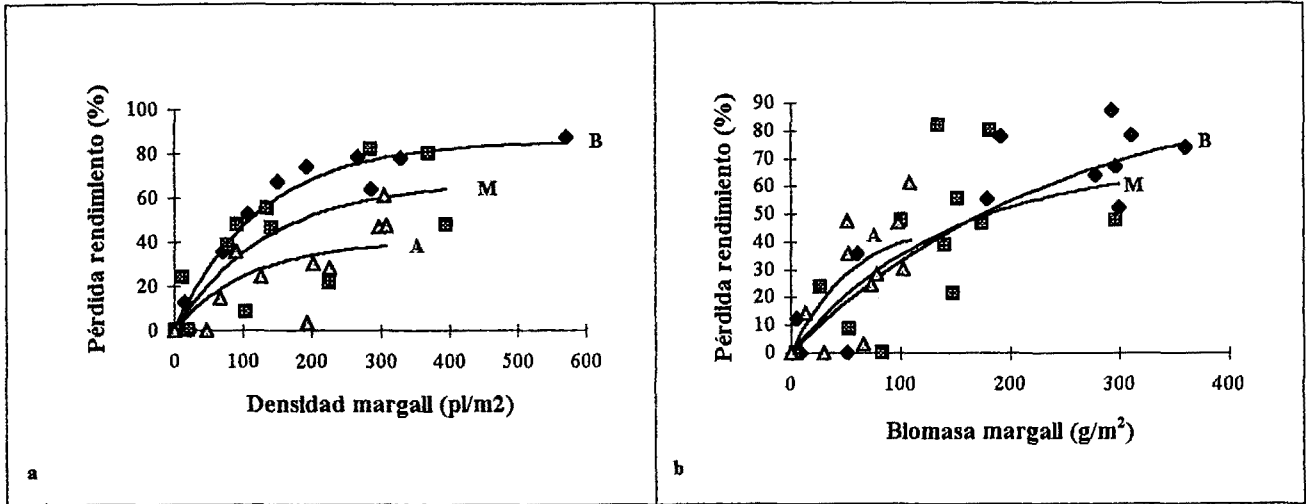 Pérdida rendimiento (%)
100
80
60
40
20
0
0 100 200 300 400 500 600
B
M
A
Densidad margall (pl/m2)
a
Pérdida rendimiento (%)
90
80
70
60
50
40
30
20
10
0
0 100 200 300 400
B
M
A
Biomasa margall (g/m²)
b